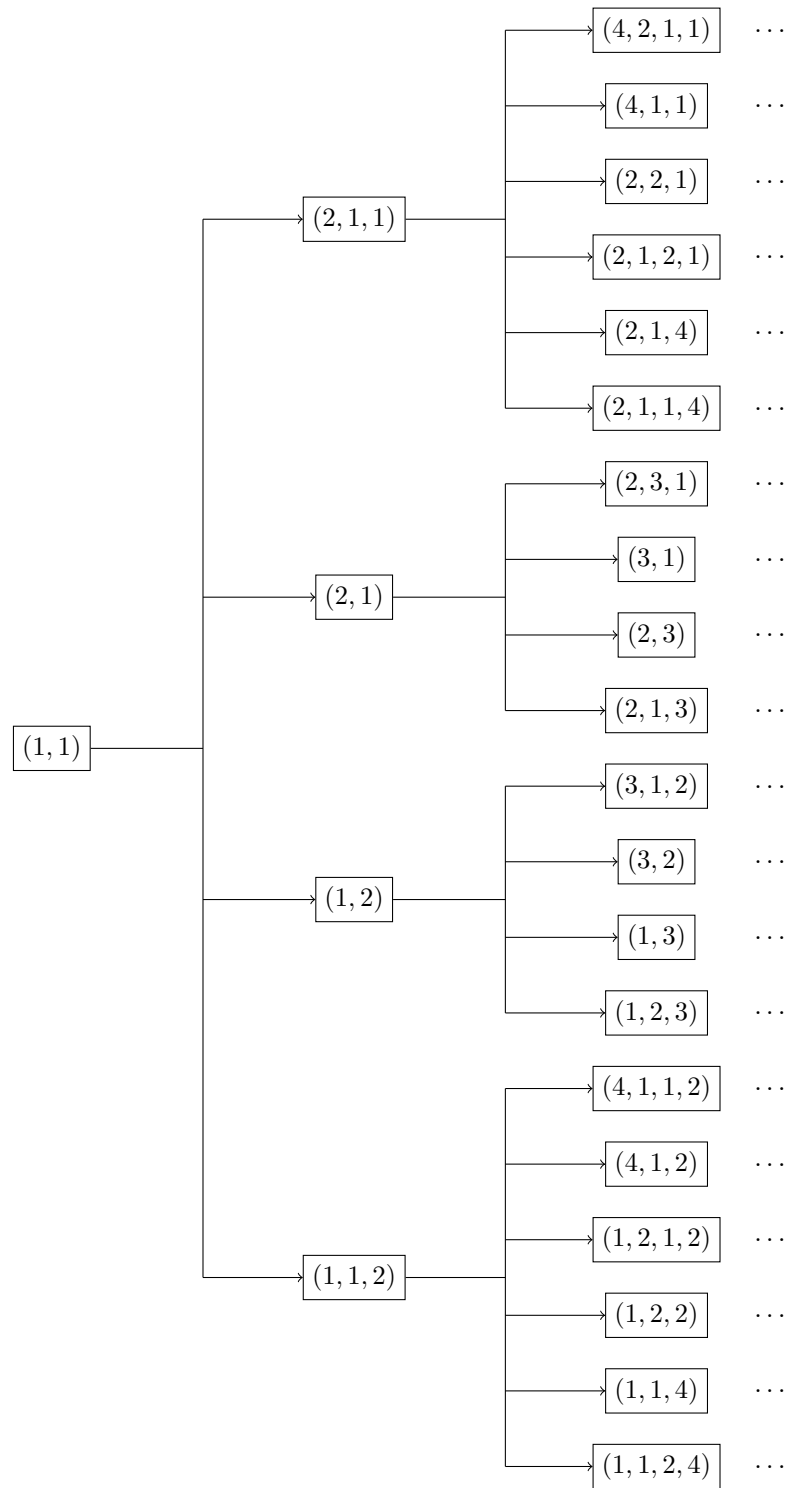 (4, 2, 1, 1) ···
(4, 1, 1) ···
(2, 2, 1) ···
(2, 1, 1)
(2, 1, 2, 1) ···
(2, 1, 4) ···
(2, 1, 1, 4) ···
(2, 3, 1) ···
(3, 1) ···
(2, 1)
(2, 3) ···
(2, 1, 3) ···
(1, 1)
(3, 1, 2) ···
(3, 2) ···
(1, 2)
(1, 3) ···
(1, 2, 3) ···
(4, 1, 1, 2) ···
(4, 1, 2) ···
(1, 2, 1, 2) ···
(1, 1, 2)
(1, 2, 2) ···
(1, 1, 4) ···
(1, 1, 2, 4) ···